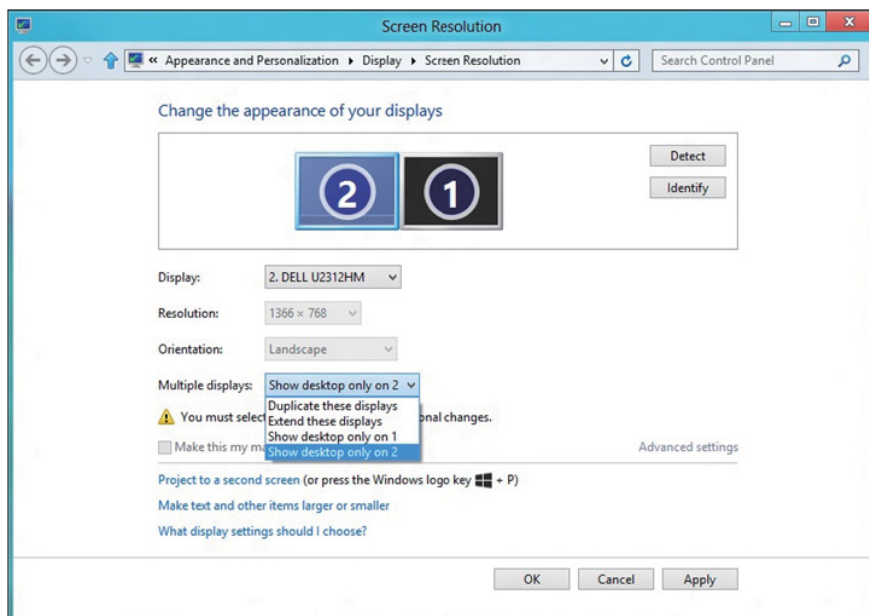 Screen Resolution
« Appearance and Personalization ▸ Display ▸ Screen Resolution
Search Control Panel
Change the appearance of your displays
2
1
Detect
Identify
Display:
2. DELL U2312HM
Resolution:
1366 × 768
Orientation:
Landscape
Multiple displays:
Show desktop only on 2
Duplicate these displays
Extend these displays
Show desktop only on 1
Show desktop only on 2
You must select
changes.
Make this my
Advanced settings
Project to a second screen (or press the Windows logo key + P)
Make text and other items larger or smaller
What display settings should I choose?
OK
Cancel
Apply